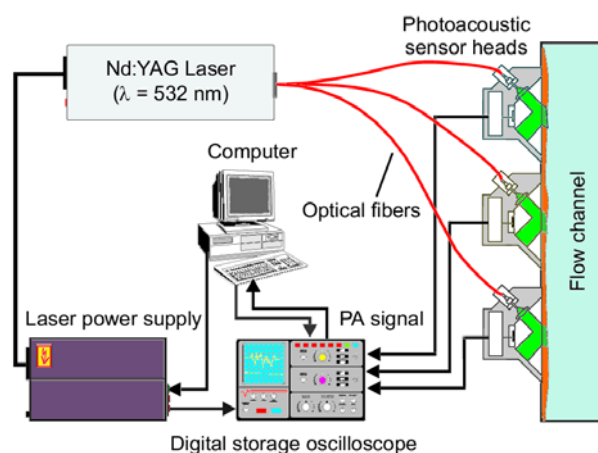 Photoacoustic
sensor heads
Nd:YAG Laser
(λ = 532 nm)
Computer
Optical fibers
Flow channel
Laser power supply
PA signal
Digital storage oscilloscope